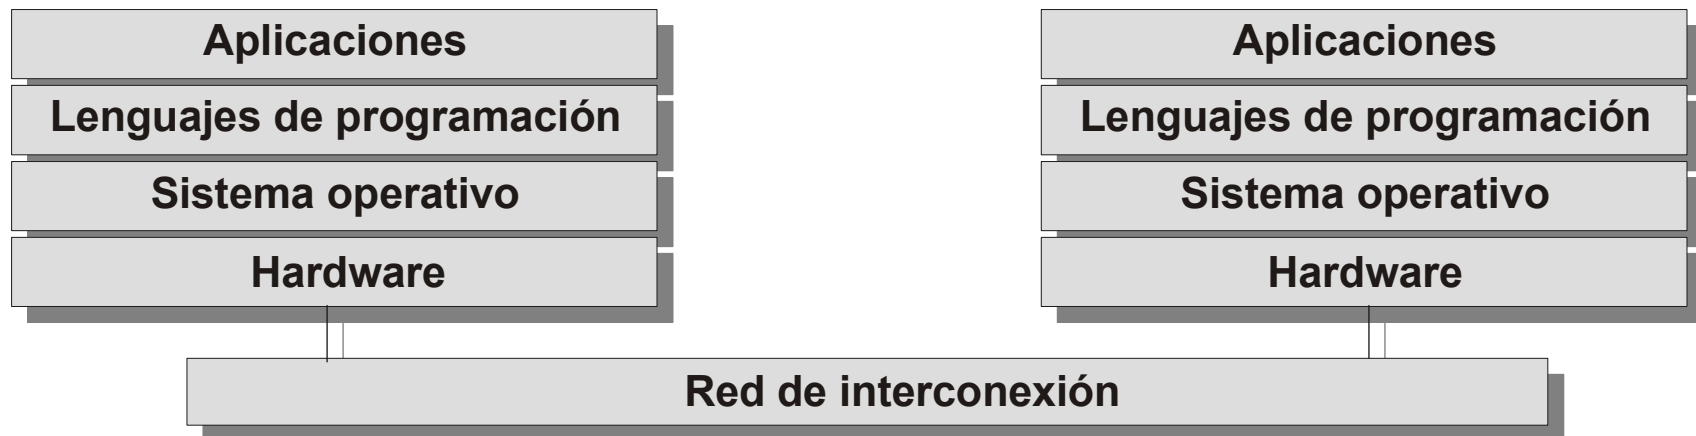 Aplicaciones
Lenguajes de programación
Sistema operativo
Hardware
Aplicaciones
Lenguajes de programación
Sistema operativo
Hardware
Red de interconexión